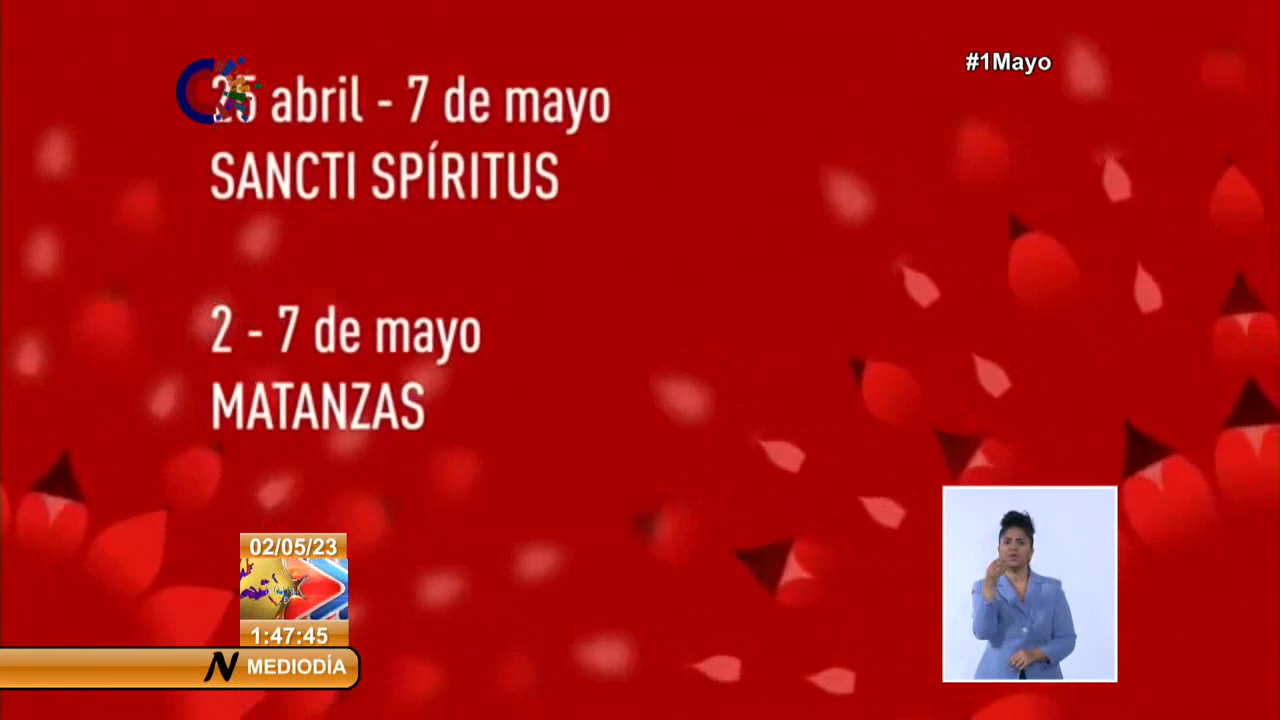 25 abril - 7 de mayo
SANCTI SPÍRITUS
2 - 7 de mayo
MATANZAS
#1Mayo
02/05/23
1:47:45
N MEDIODÍA